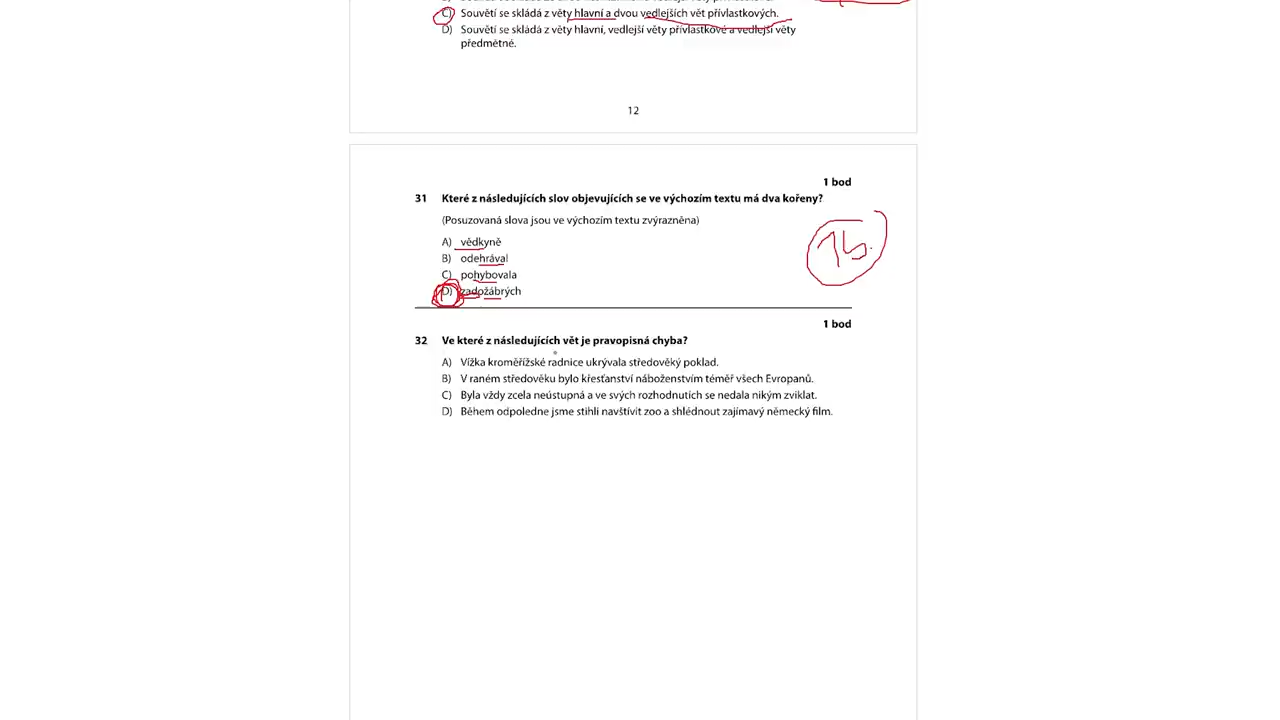 C) Souvětí se skládá z věty hlavní a dvou vedlejších vět přívlastkových.
D) Souvětí se skládá z věty hlavní, vedlejší věty přívlastkové a vedlejší věty
předmětné.
12
1 bod
31 Které z následujících slov objevujících se ve výchozím textu má dva kořeny?
(Posuzovaná slova jsou ve výchozím textu zvýrazněna)
A) vědkyně
1b.
B) odehrával
C) pohybovala
D) zadožábrých
1 bod
32 Ve které z následujících vět je pravopisná chyba?
A) Vížka kroměřížské radnice ukrývala středověký poklad.
B) V raném středověku bylo křesťanství náboženstvím téměř všech Evropanů.
C) Byla vždy zcela neústupná a ve svých rozhodnutích se nedala nikým zviklat.
D) Během odpoledne jsme stihli navštívit zoo a shlédnout zajímavý německý film.